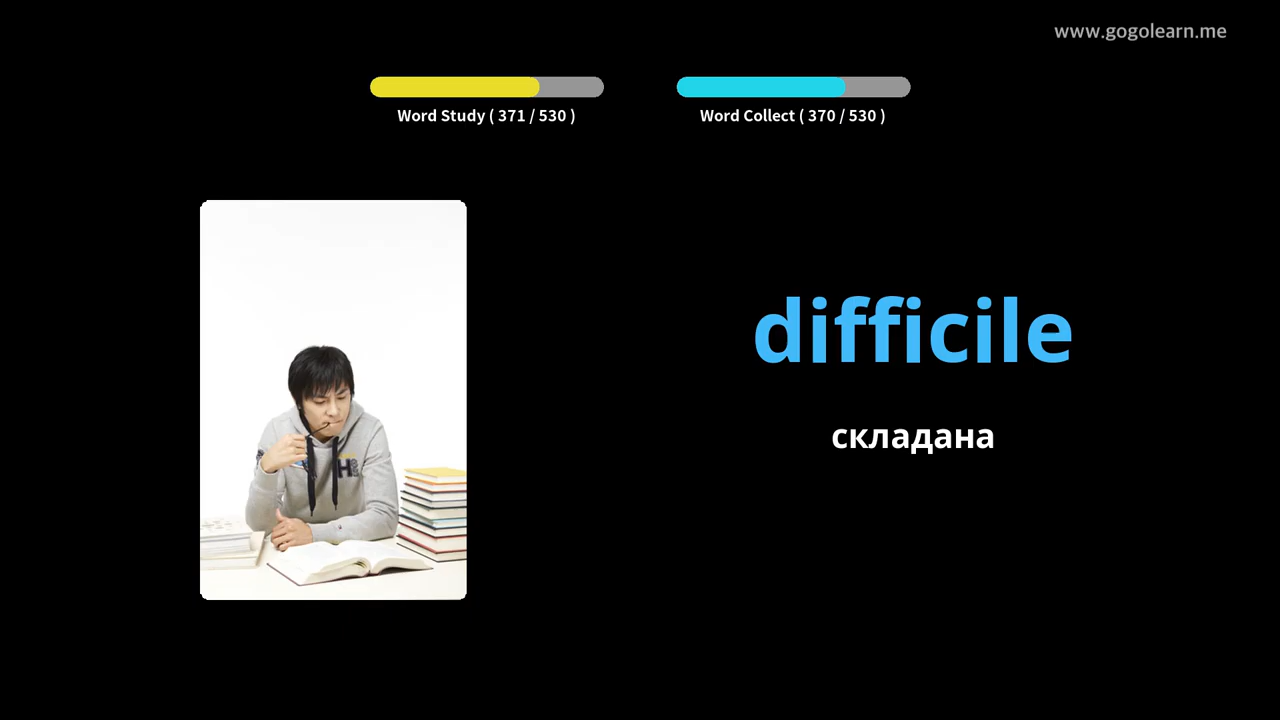 www.gogolearn.me
Word Study ( 371 / 530 )
Word Collect ( 370 / 530 )
difficile
складана
H